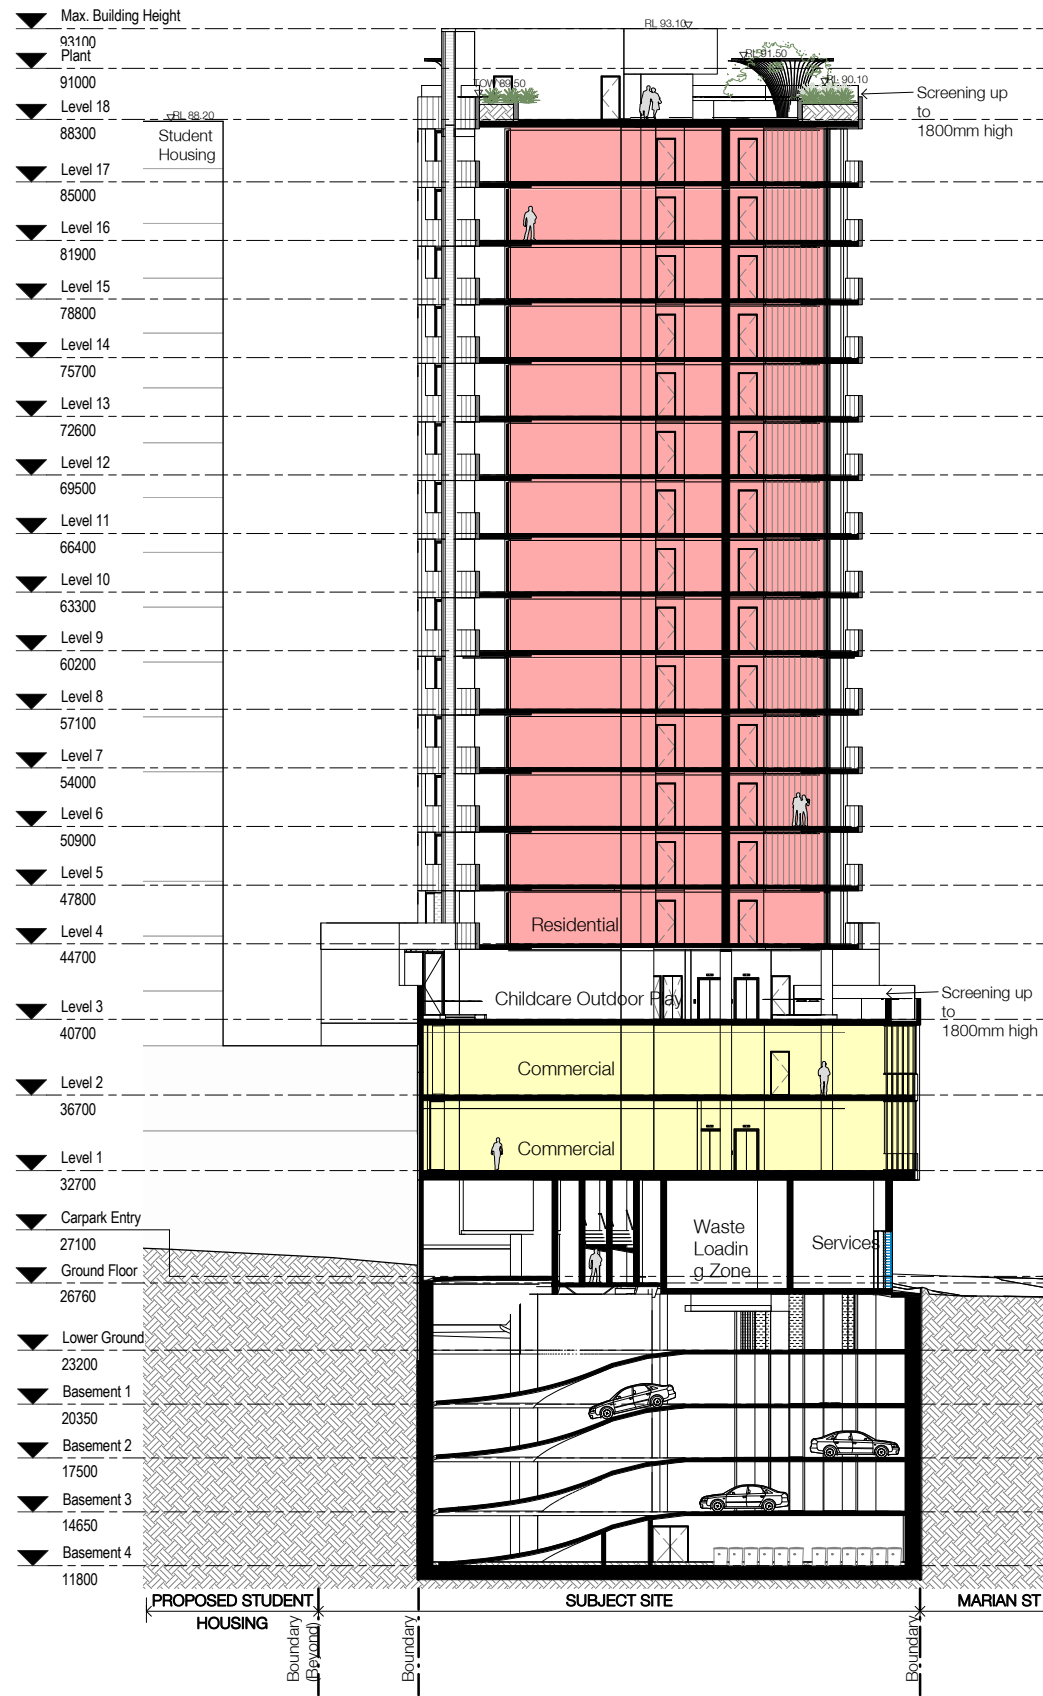 Max. Building Height
93100
RL 93.10
Plant
91000
RL 91.50
TOW 89.50
RL 90.10
Screening up
to
1800mm high
Level 18
88300
RL 88.20
Student
Housing
Level 17
85000
Level 16
81900
Level 15
78800
Level 14
75700
Level 13
72600
Level 12
69500
Level 11
66400
Level 10
63300
Level 9
60200
Level 8
57100
Level 7
54000
Level 6
50900
Level 5
47800
Residential
Level 4
44700
Childcare Outdoor Play
Screening up
to
1800mm high
Level 3
40700
Commercial
Level 2
36700
Commercial
Level 1
32700
Carpark Entry
27100
Waste
Loadin
g Zone
Services
Ground Floor
26760
Lower Ground
23200
Basement 1
20350
Basement 2
17500
Basement 3
14650
Basement 4
11800
PROPOSED STUDENT
HOUSING
SUBJECT SITE
MARIAN ST
Boundary
(Beyond)
Boundary
Boundary